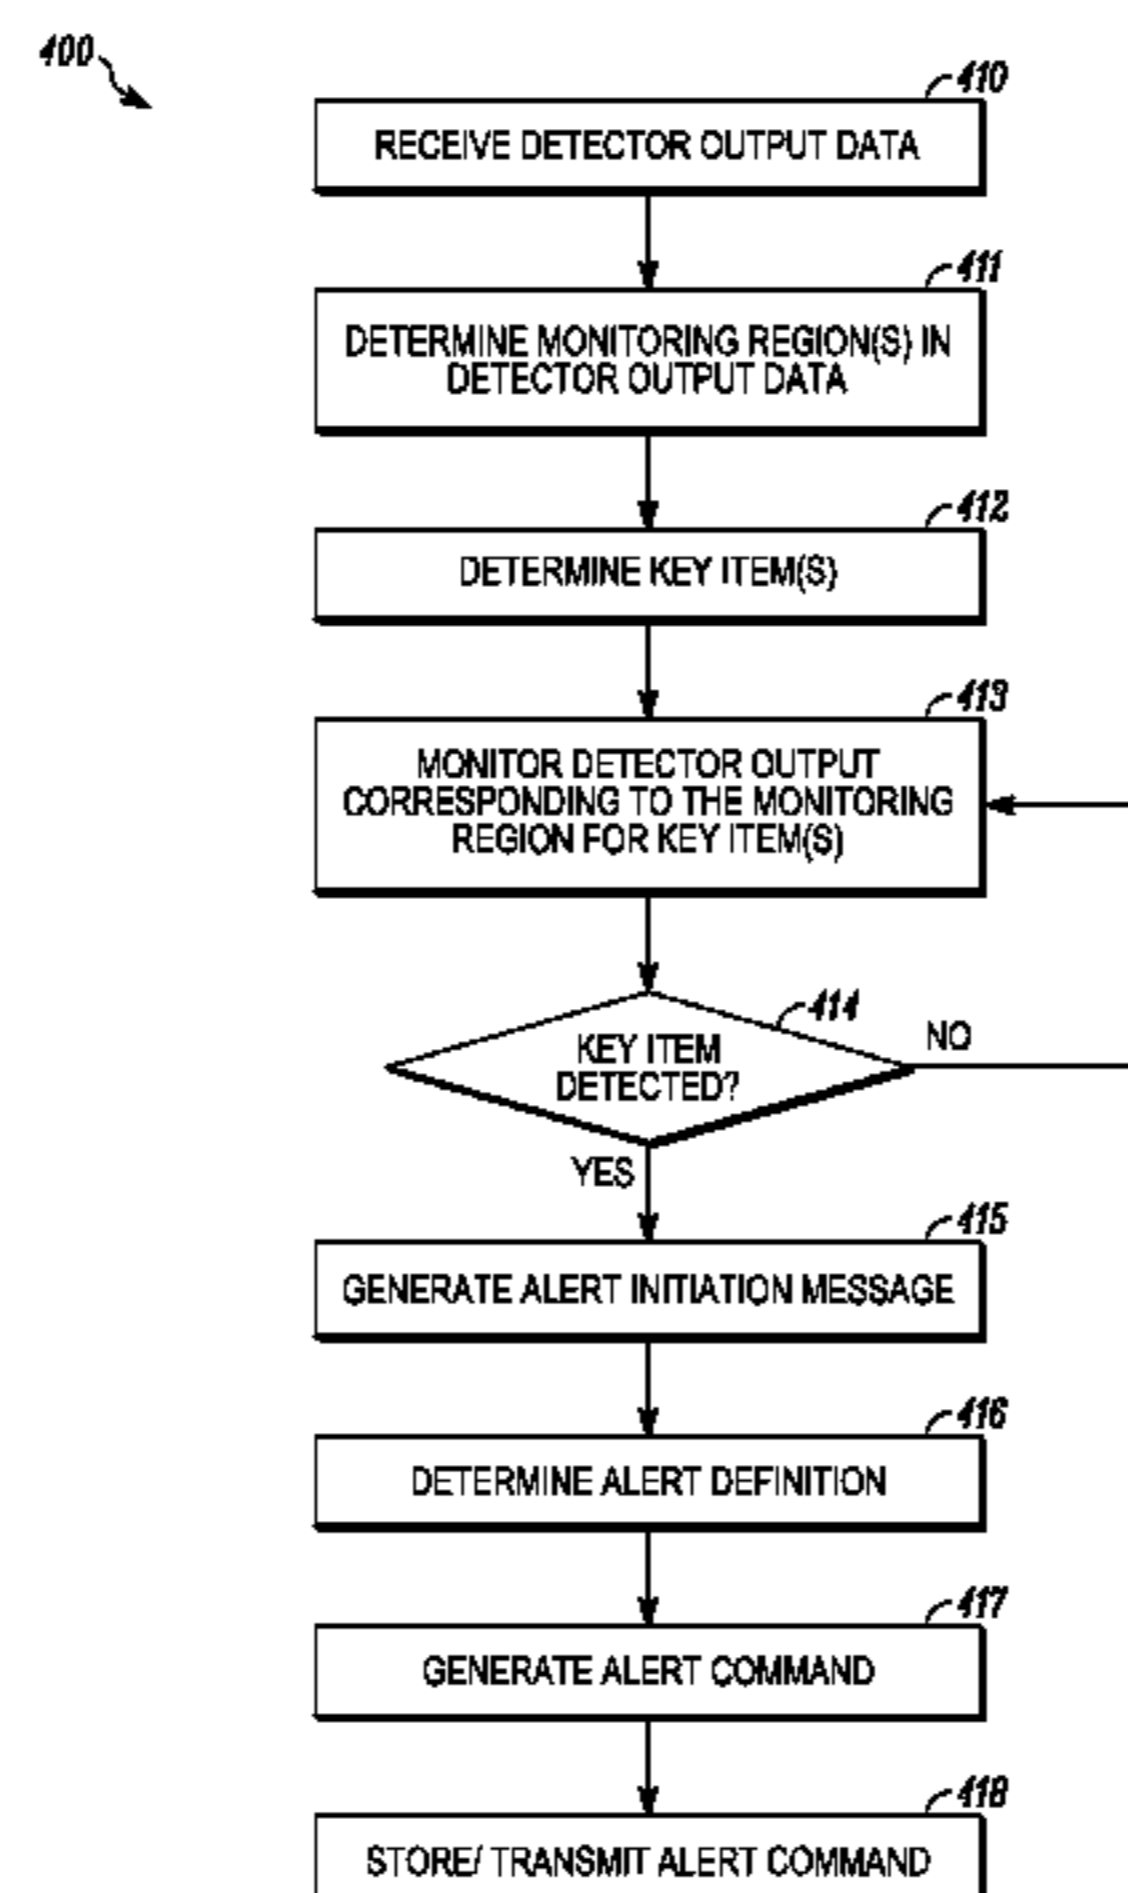 400
410
RECEIVE DETECTOR OUTPUT DATA
411
DETERMINE MONITORING REGION(S) IN
DETECTOR OUTPUT DATA
412
DETERMINE KEY ITEM(S)
413
MONITOR DETECTOR OUTPUT
CORRESPONDING TO THE MONITORING
REGION FOR KEY ITEM(S)
414
KEY ITEM
DETECTED?
NO
YES
415
GENERATE ALERT INITIATION MESSAGE
416
DETERMINE ALERT DEFINITION
417
GENERATE ALERT COMMAND
418
STORE/ TRANSMIT ALERT COMMAND